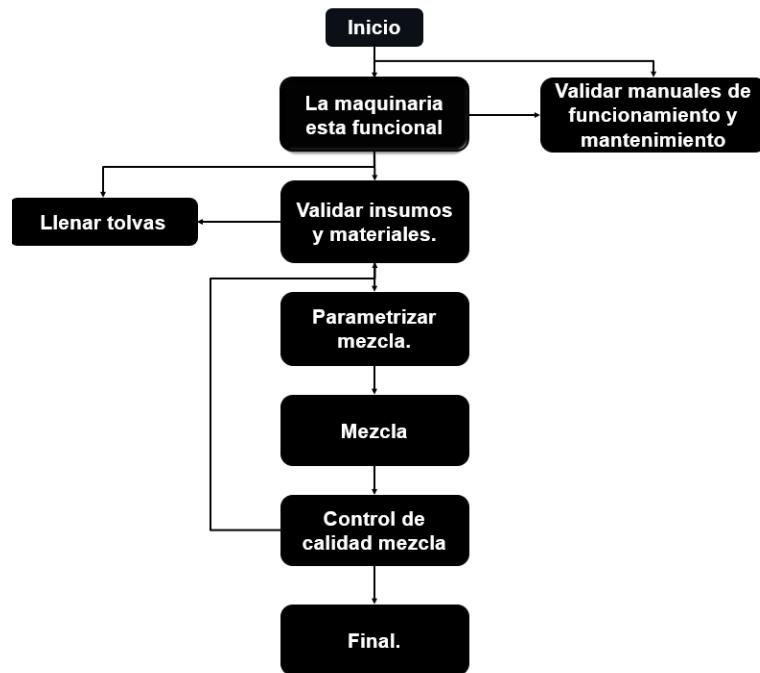 Inicio
La maquinaria
esta funcional
Validar manuales de
funcionamiento y
mantenimiento
Llenar tolvas
Validar insumos
y materiales.
Parametrizar
mezcla.
Mezcla
Control de
calidad mezcla
Final.